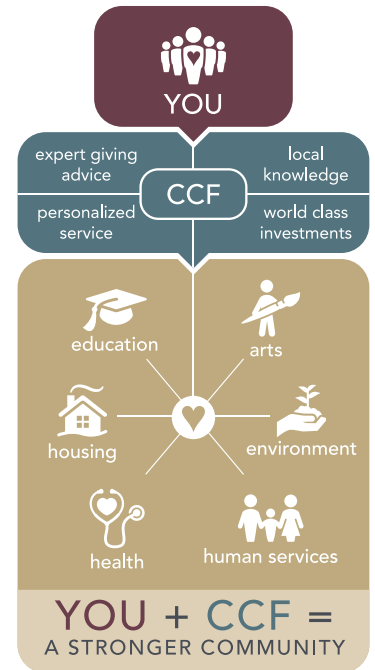 YOU
expert giving
advice
local
knowledge
CCF
personalized
service
world class
investments
education
arts
housing
environment
health
human services
YOU + CCF =
A STRONGER COMMUNITY